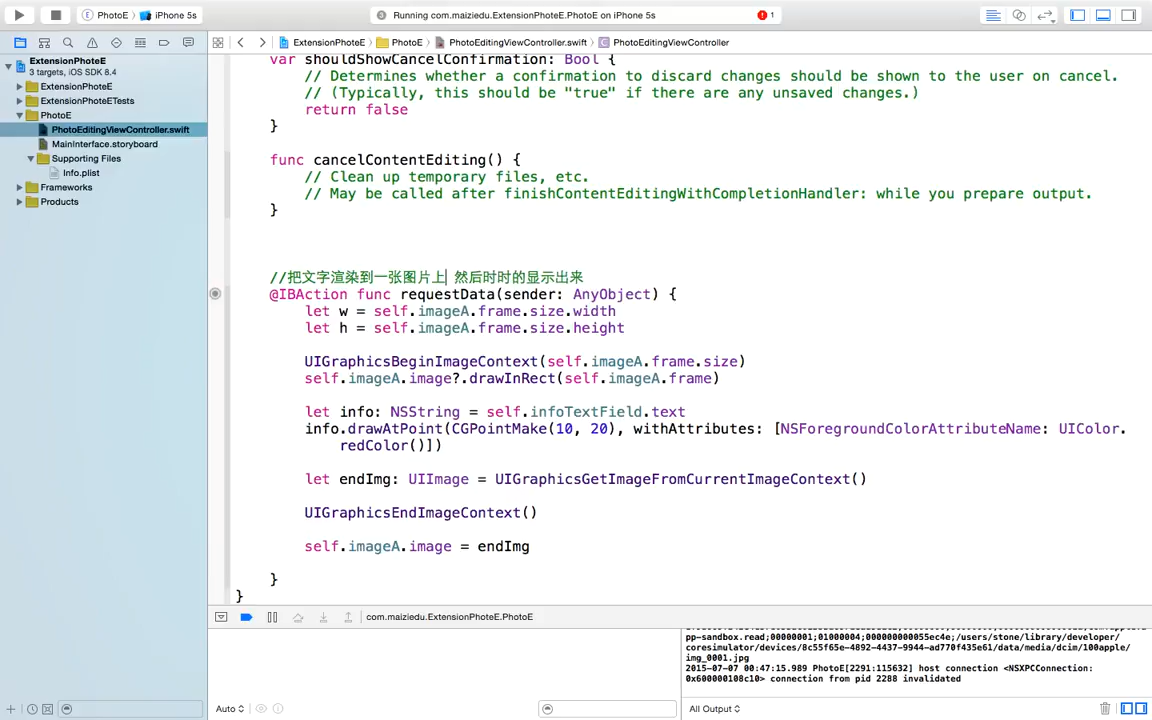 PhotoE
iPhone 5s
Running com.maiziedu.ExtensionPhoteE.PhotoE on iPhone 5s
1
ExtensionPhoteE
PhotoE
PhotoEditingViewController.swift
PhotoEditingViewController
ExtensionPhoteE
3 targets, iOS SDK 8.4
ExtensionPhoteE
ExtensionPhoteETests
PhotoE
PhotoEditingViewController.swift
MainInterface.storyboard
Supporting Files
Info.plist
Frameworks
Products
var shouldShowCancelConfirmation: Bool {
// Determines whether a confirmation to discard changes should be shown to the user on cancel.
// (Typically, this should be "true" if there are any unsaved changes.)
return false
}
func cancelContentEditing() {
// Clean up temporary files, etc.
// May be called after finishContentEditingWithCompletionHandler: while you prepare output.
}
//把文字渲染到一张图片上 然后时时的显示出来
@IBAction func requestData(sender: AnyObject) {
let w = self.imageA.frame.size.width
let h = self.imageA.frame.size.height
UIGraphicsBeginImageContext(self.imageA.frame.size)
self.imageA.image?.drawInRect(self.imageA.frame)
let info: NSString = self.infoTextField.text
info.drawAtPoint(CGPointMake(10, 20), withAttributes: [NSForegroundColorAttributeName: UIColor.
redColor()])
let endImg: UIImage = UIGraphicsGetImageFromCurrentImageContext()
UIGraphicsEndImageContext()
self.imageA.image = endImg
}
}
com.maiziedu.ExtensionPhoteE.PhotoE
pp-sandbox.read;00000001;01000004;000000000055ec4e;/users/stone/library/developer/
coresimulator/devices/8c55f65e-4892-4437-9944-ad770f435e61/data/media/dcim/100apple/
img_0001.jpg
2015-07-07 00:47:15.989 PhotoE[2291:115632] host connection <NSXPCConnection:
0x600000108c10> connection from pid 2288 invalidated
Auto
All Output